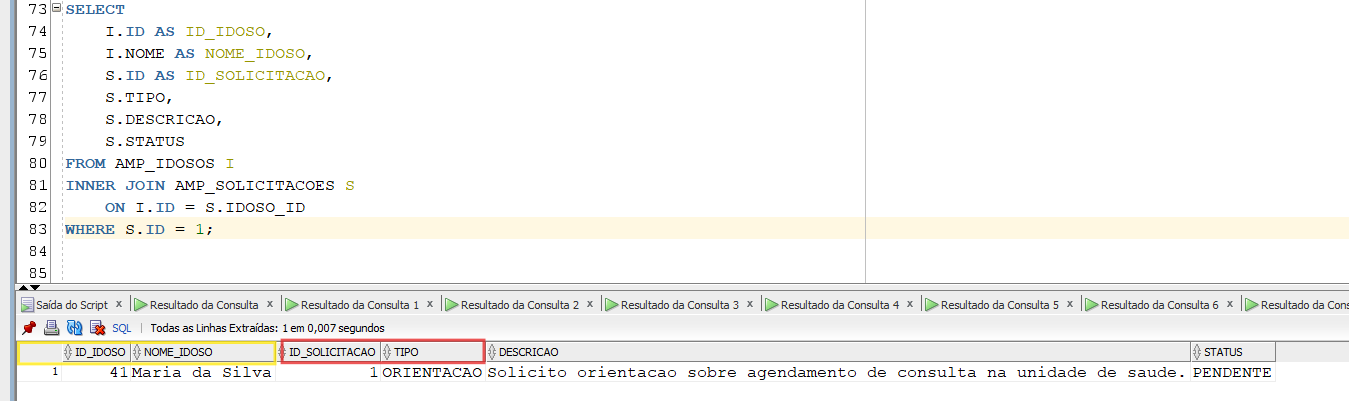 73 SELECT
74 I.ID AS ID_IDOSO,
75 I.NOME AS NOME_IDOSO,
76 S.ID AS ID_SOLICITACAO,
77 S.TIPO,
78 S.DESCRICAO,
79 S.STATUS
80 FROM AMP_IDOSOS I
81 INNER JOIN AMP_SOLICITACOES S
82 ON I.ID = S.IDOSO_ID
83 WHERE S.ID = 1;
84
85
Saída do Script x Resultado da Consulta x Resultado da Consulta 1 x Resultado da Consulta 2 x Resultado da Consulta 3 x Resultado da Consulta 4 x Resultado da Consulta 5 x Resultado da Consulta 6 x Resultado da Cons
SQL | Todas as Linhas Extraídas: 1 em 0,007 segundos
ID_IDOSO NOME_IDOSO ID_SOLICITACAO TIPO DESCRICAO STATUS
1 41 Maria da Silva 1 ORIENTACAO Solicito orientacao sobre agendamento de consulta na unidade de saude. PENDENTE